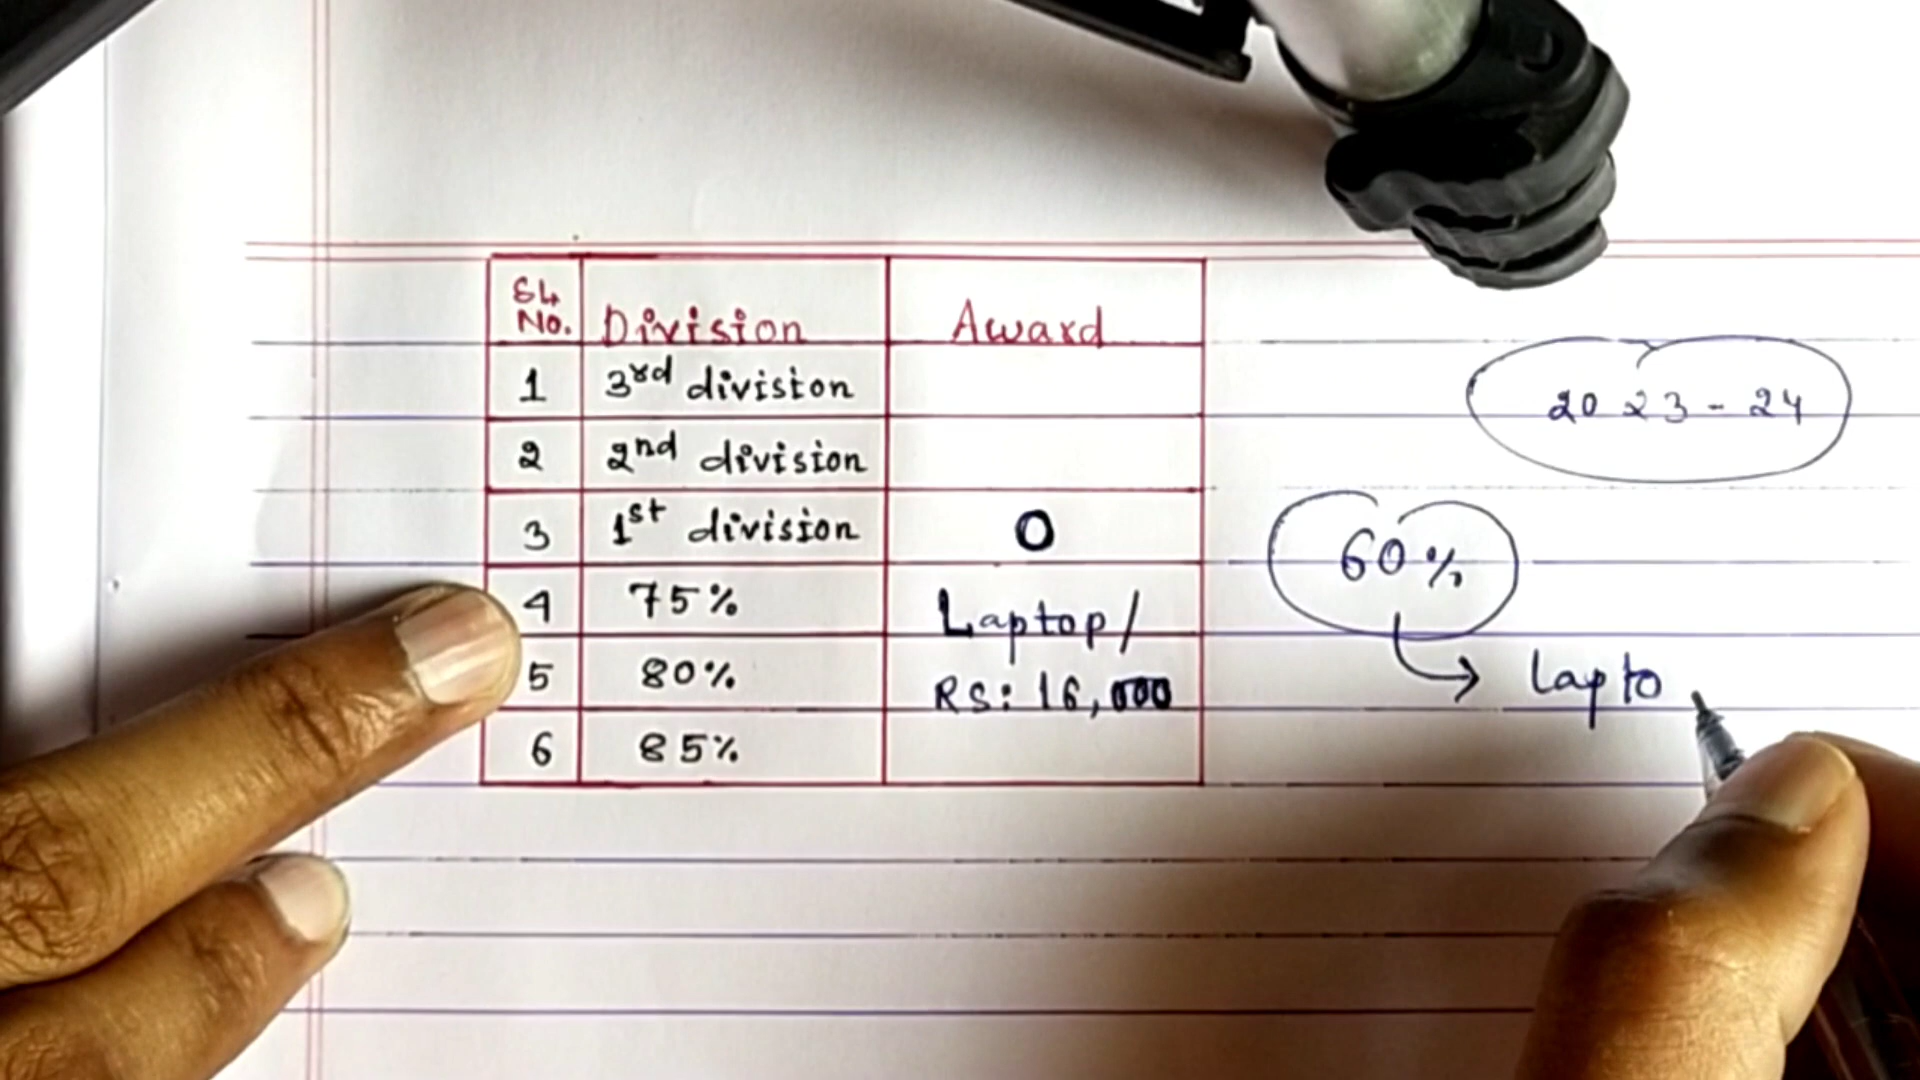 SL
No. Division Award
1 3rd division
2 2nd division
3 1st division 0
4 75% Laptop/
5 80% RS: 16,000
6 85%
2023-24
60%
Lapto